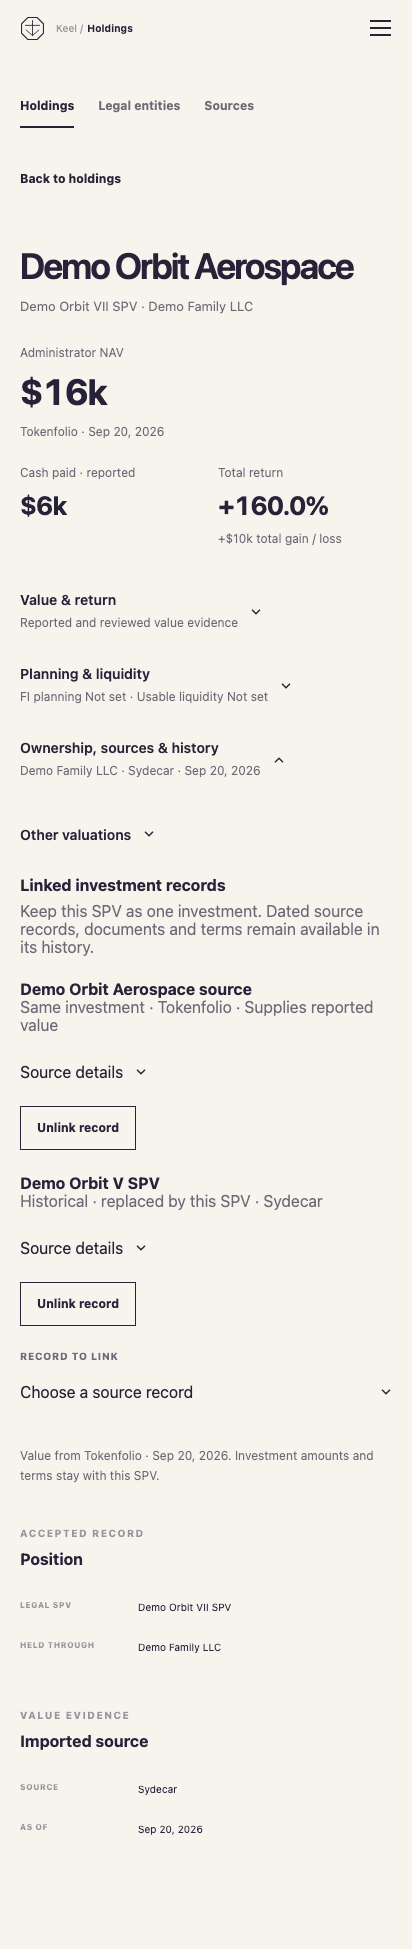 Keel / Holdings
Holdings Legal entities Sources
Back to holdings
Demo Orbit Aerospace
Demo Orbit VII SPV · Demo Family LLC
Administrator NAV
$16k
Tokenfolio · Sep 20, 2026
Cash paid · reported
$6k
Total return
+160.0%
+$10k total gain / loss
Value & return
Reported and reviewed value evidence
Planning & liquidity
FI planning Not set · Usable liquidity Not set
Ownership, sources & history
Demo Family LLC · Sydecar · Sep 20, 2026
Other valuations
Linked investment records
Keep this SPV as one investment. Dated source
records, documents and terms remain available in
its history.
Demo Orbit Aerospace source
Same investment · Tokenfolio · Supplies reported
value
Source details
Unlink record
Demo Orbit V SPV
Historical · replaced by this SPV · Sydecar
Source details
Unlink record
RECORD TO LINK
Choose a source record
Value from Tokenfolio · Sep 20, 2026. Investment amounts and
terms stay with this SPV.
ACCEPTED RECORD
Position
LEGAL SPV Demo Orbit VII SPV
HELD THROUGH Demo Family LLC
VALUE EVIDENCE
Imported source
SOURCE Sydecar
AS OF Sep 20, 2026